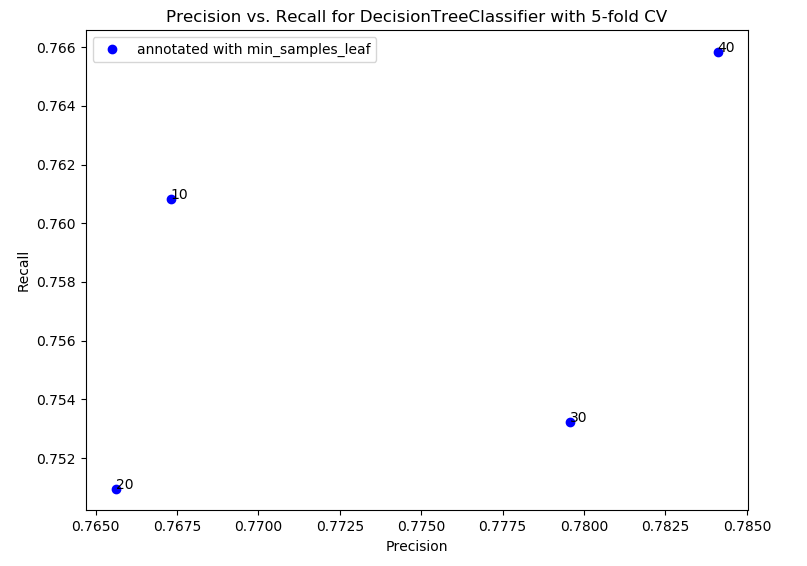 Precision vs. Recall for DecisionTreeClassifier with 5-fold CV
annotated with min_samples_leaf
40
10
30
20
0.766
0.764
0.762
0.760
0.758
0.756
0.754
0.752
Recall
0.7650 0.7675 0.7700 0.7725 0.7750 0.7775 0.7800 0.7825 0.7850
Precision